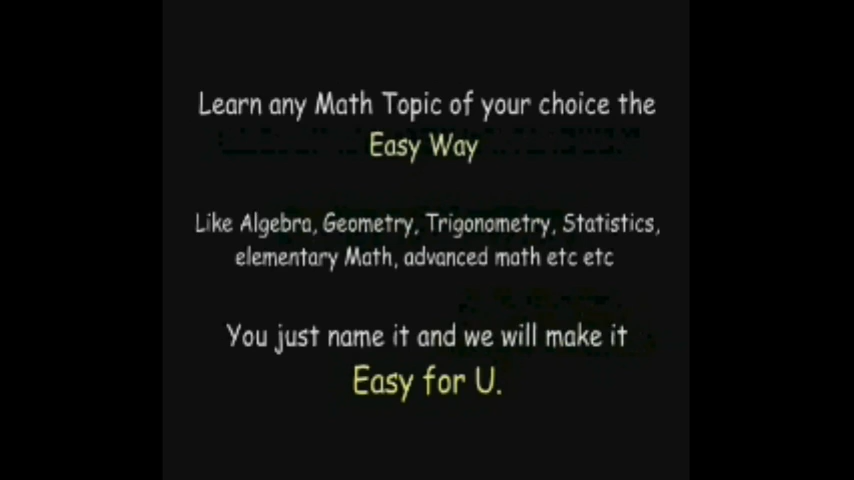 Learn any Math Topic of your choice the
Easy Way
Like Algebra, Geometry, Trigonometry, Statistics,
elementary Math, advanced math etc etc
You just name it and we will make it
Easy for U.